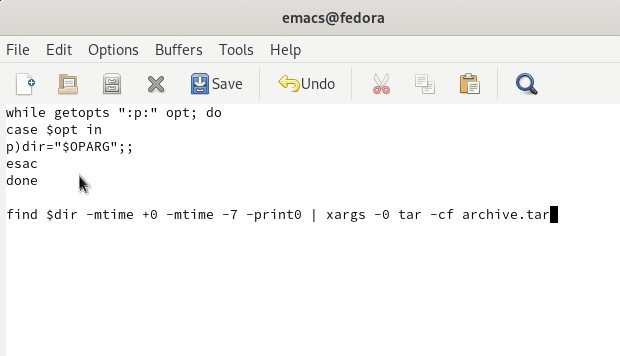 emacs@fedora
File Edit Options Buffers Tools Help
Save Undo
while getopts ":p:" opt; do
case $opt in
p)dir="$OPARG";;
esac
done
find $dir -mtime +0 -mtime -7 -print0 | xargs -0 tar -cf archive.tar